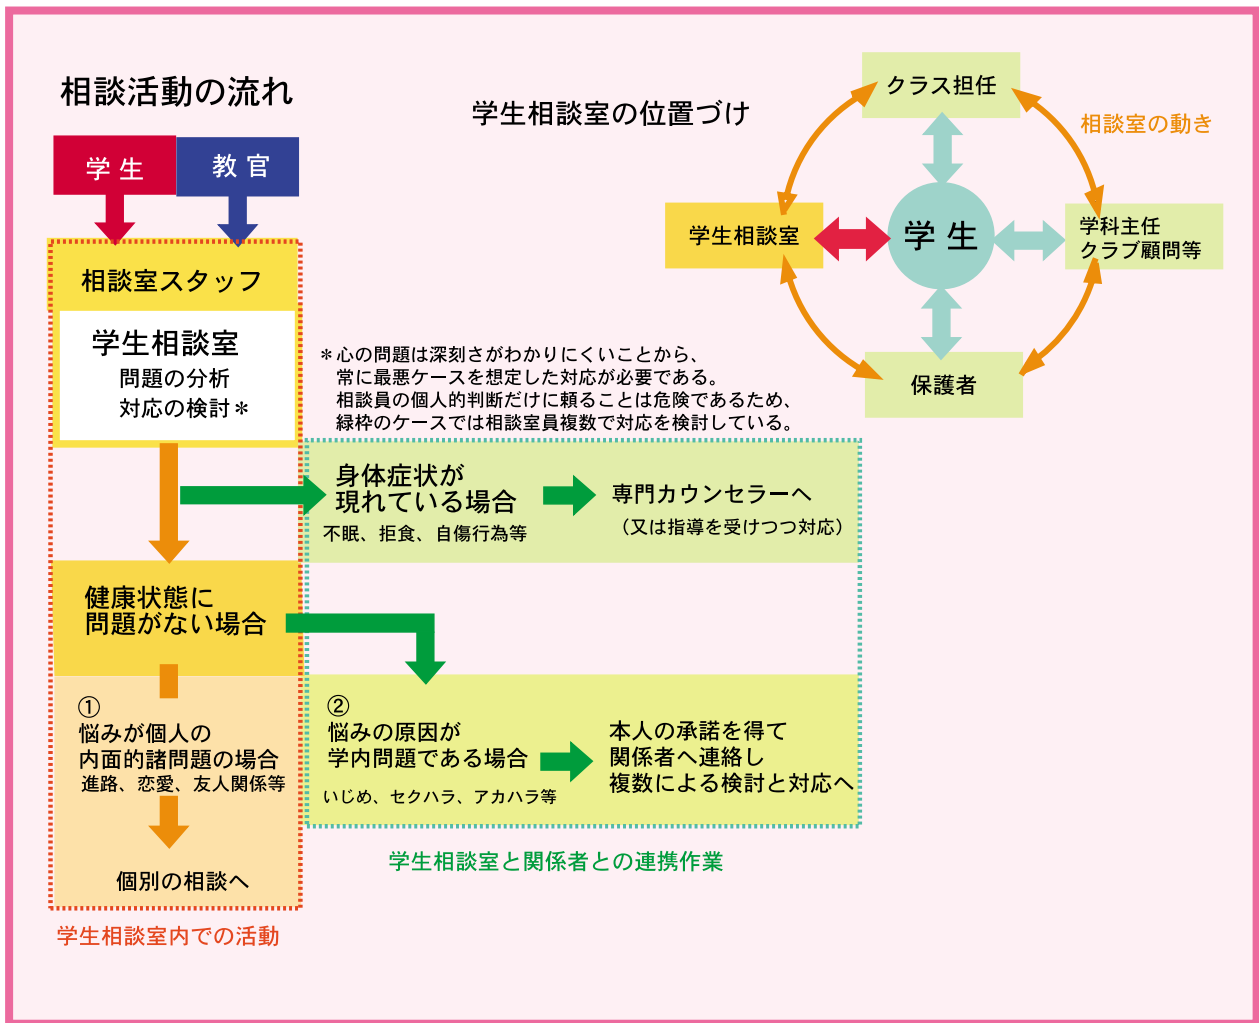 相談活動の流れ
学生
教官
相談室スタッフ
学生相談室
問題の分析
対応の検討＊
学生相談室の位置づけ
クラス担任
相談室の動き
学生相談室
学生
学科主任
クラブ顧問等
保護者
＊心の問題は深刻さがわかりにくいことから、
常に最悪ケースを想定した対応が必要である。
相談員の個人的判断だけに頼ることは危険であるため、
緑枠のケースでは相談室員複数で対応を検討している。
身体症状が
現れている場合
不眠、拒食、自傷行為等
専門カウンセラーへ
（又は指導を受けつつ対応）
健康状態に
問題がない場合
①
悩みが個人の
内面的諸問題の場合
進路、恋愛、友人関係等
個別の相談へ
②
悩みの原因が
学内問題である場合
いじめ、セクハラ、アカハラ等
本人の承諾を得て
関係者へ連絡し
複数による検討と対応へ
学生相談室と関係者との連携作業
学生相談室内での活動